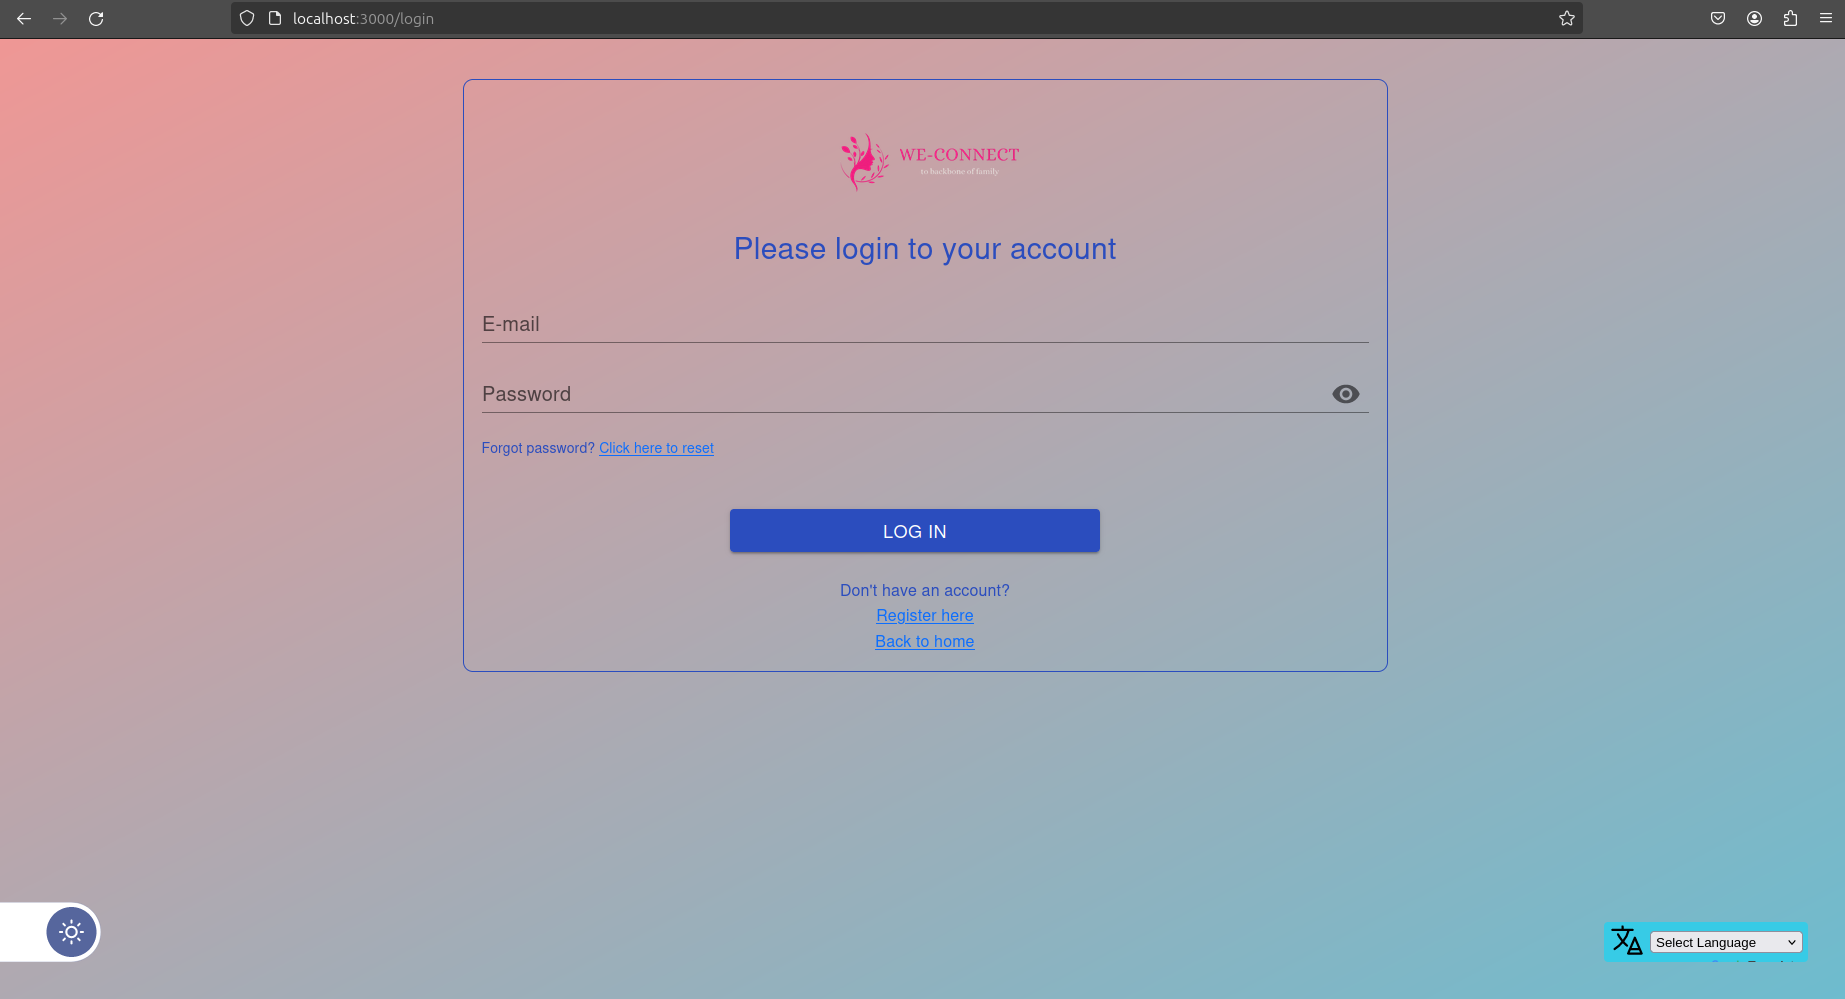 localhost:3000/login
WE-CONNECT
to backbone of family
Please login to your account
E-mail
Password
Forgot password? Click here to reset
LOG IN
Don't have an account?
Register here
Back to home
Select Language